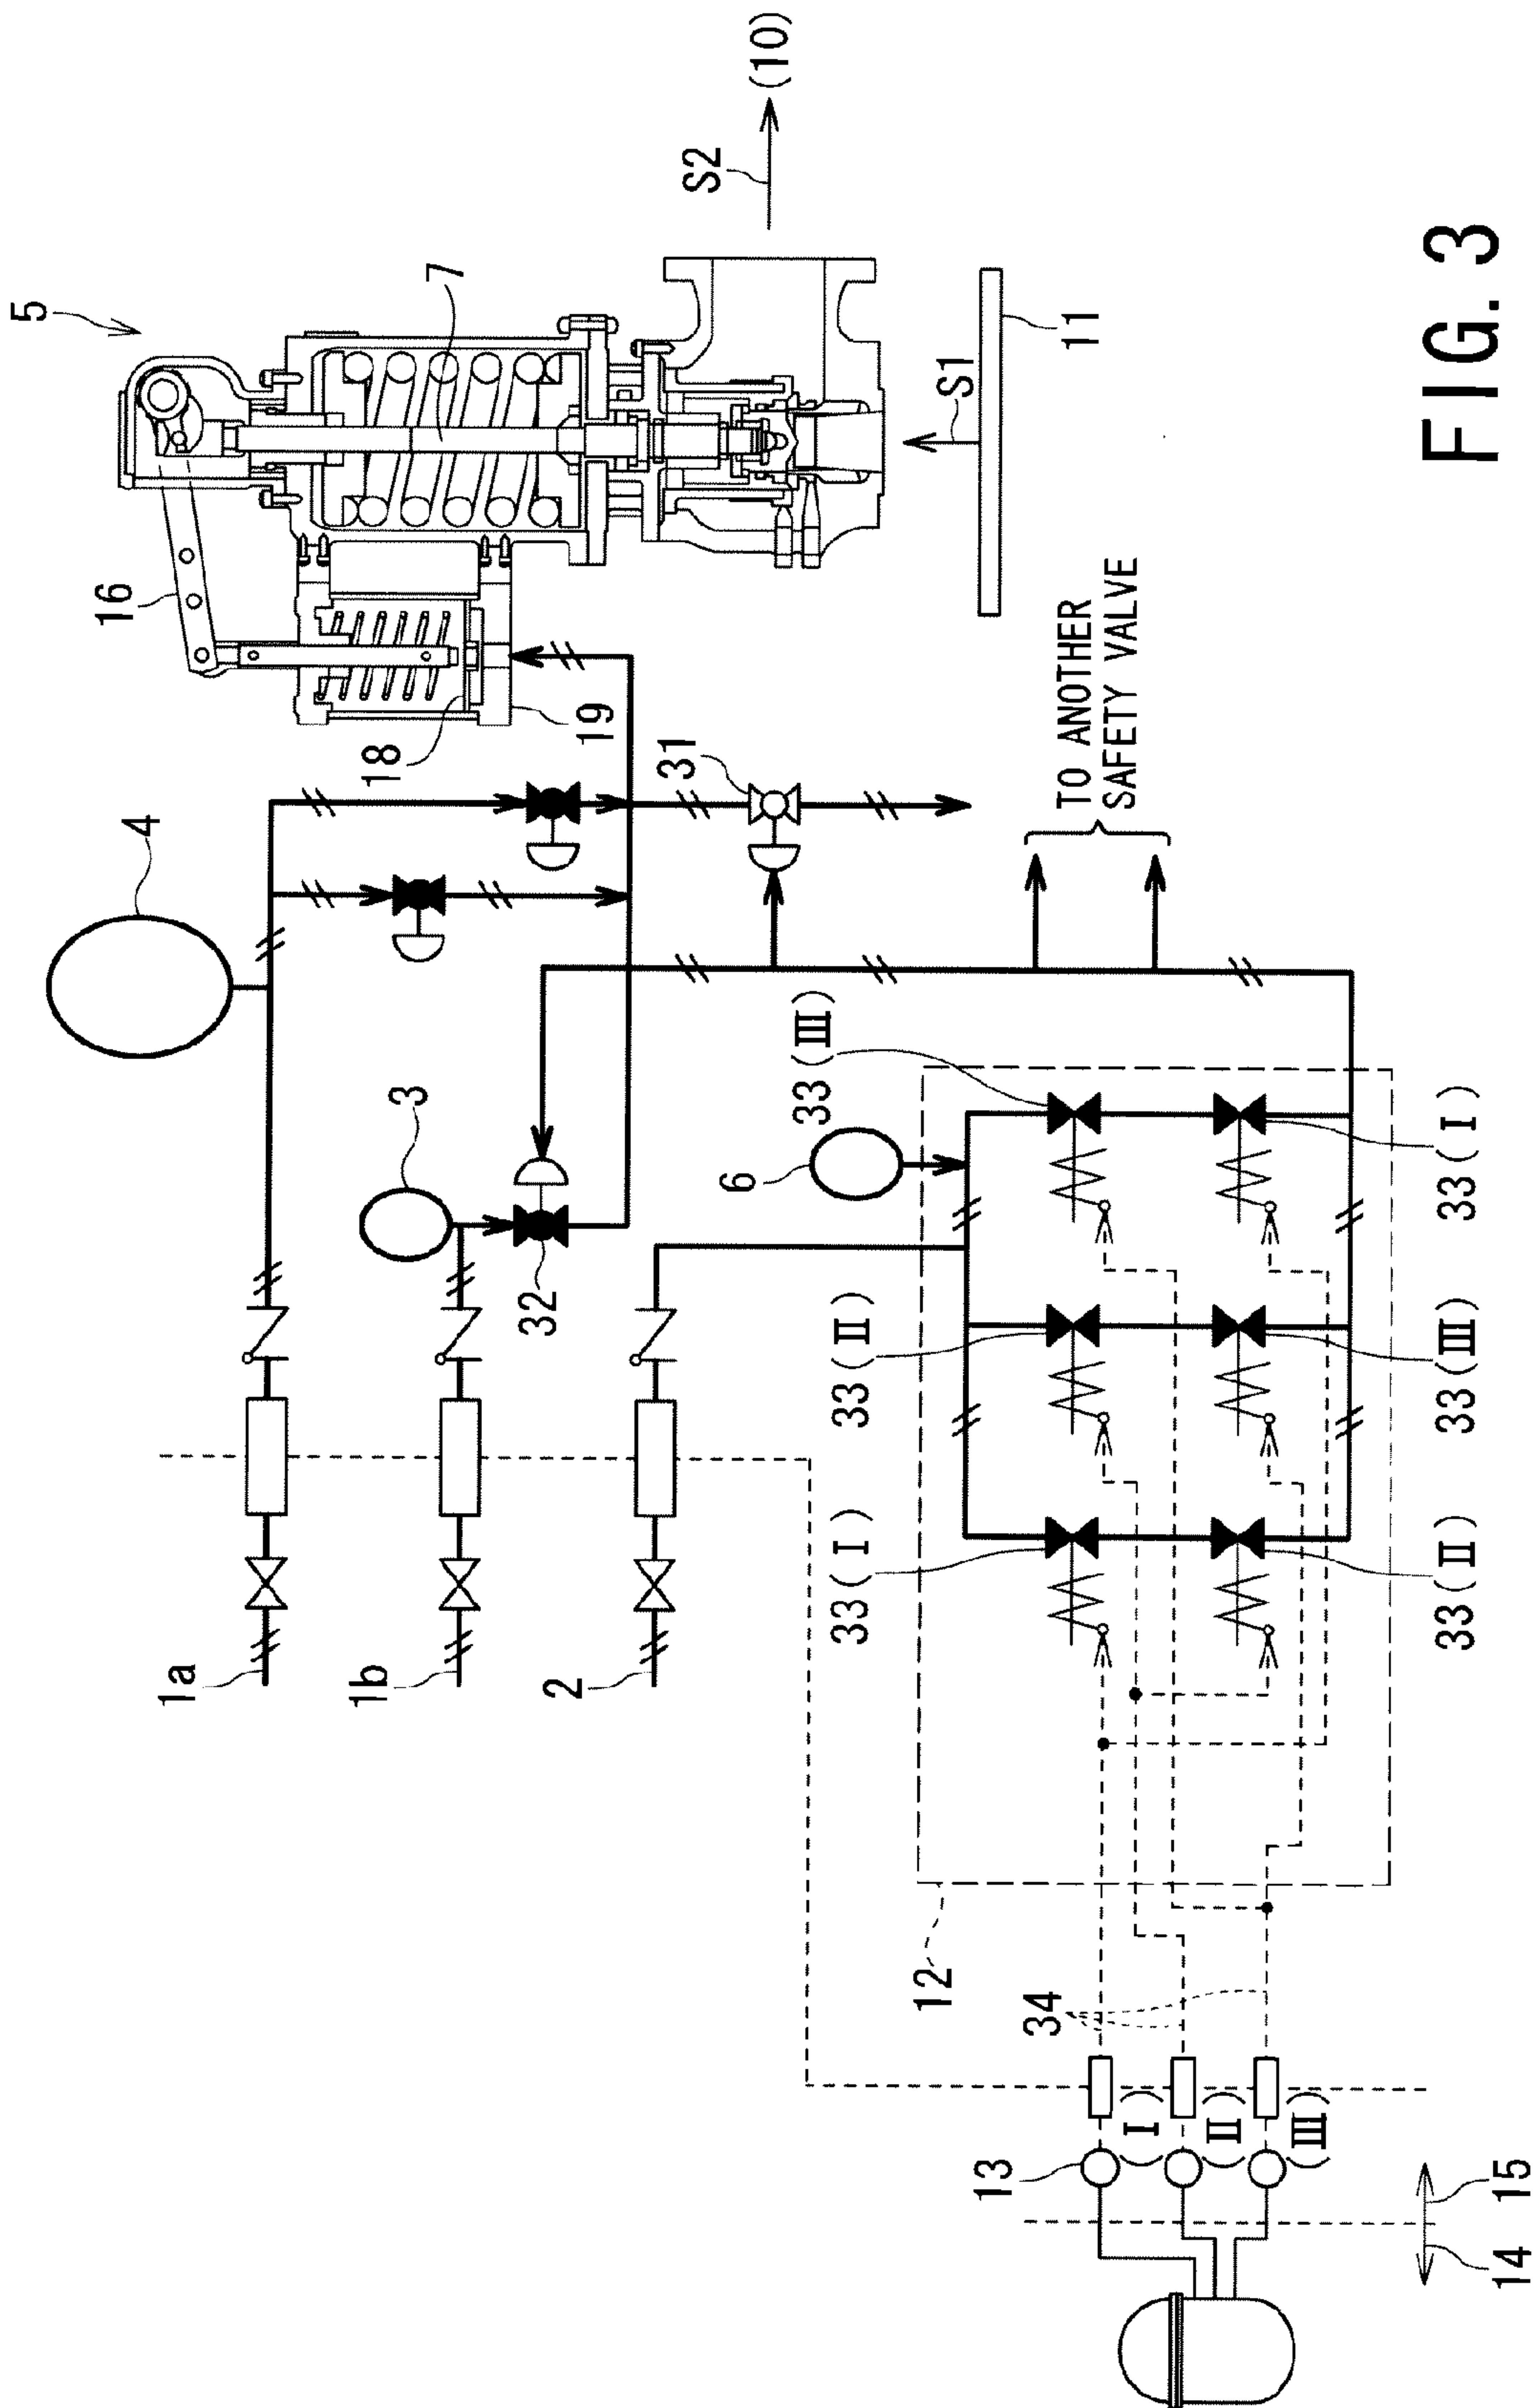 5
7
S2
(10)
16
4
18
19
31
S1
11
3
32
TO ANOTHER
SAFETY VALVE
6
33 (III)
1a
1b
2
33 (I)
33 (II)
33 (II)
33 (III)
33 (I)
12
34
13
(I)
(II)
(III)
14
15
FIG. 3